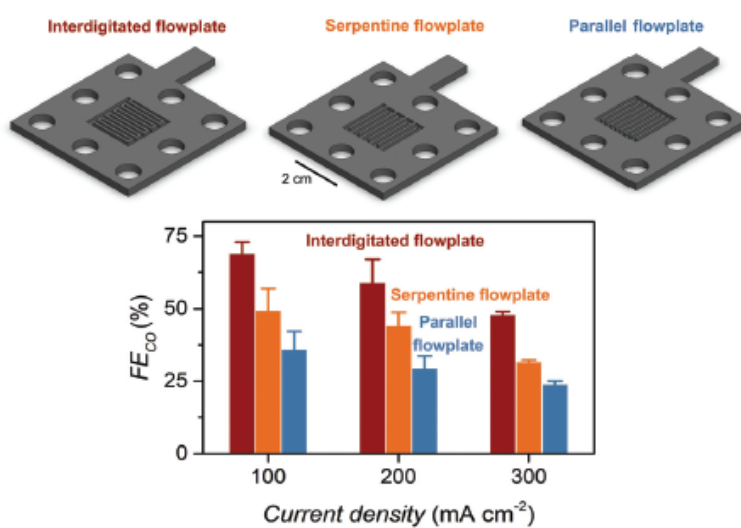 Interdigitated flowplate
Serpentine flowplate
Parallel flowplate
2 cm
75
50
25
0
FE_CO (%)
Interdigitated flowplate
Serpentine flowplate
Parallel
flowplate
100
200
300
Current density (mA cm⁻²)